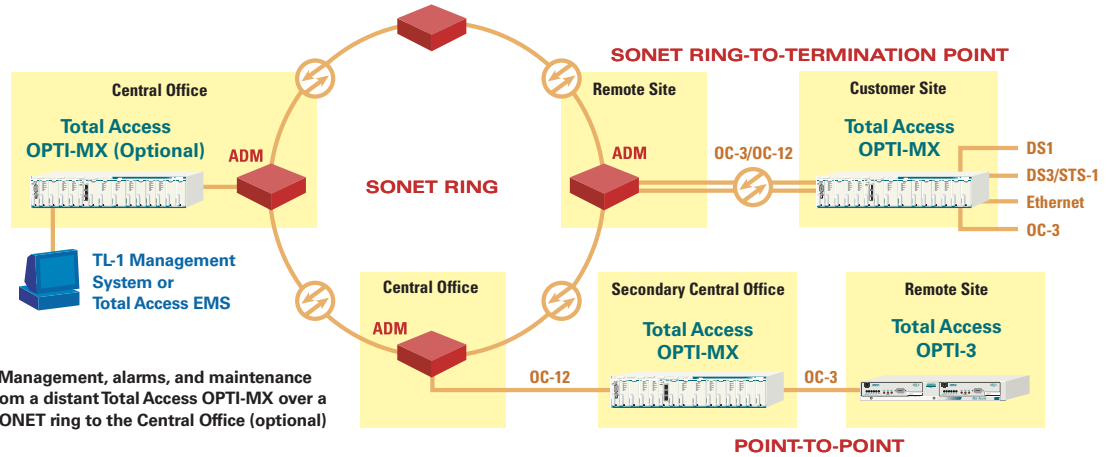 SONET RING-TO-TERMINATION POINT
Central Office
Total Access
OPTI-MX (Optional)
ADM
SONET RING
Remote Site
ADM
OC-3/OC-12
Customer Site
Total Access
OPTI-MX
DS1
DS3/STS-1
Ethernet
OC-3
TL-1 Management
System or
Total Access EMS
Central Office
ADM
Secondary Central Office
Total Access
OPTI-MX
Remote Site
Total Access
OPTI-3
OC-12
OC-3
Management, alarms, and maintenance
om a distant Total Access OPTI-MX over a
ONET ring to the Central Office (optional)
POINT-TO-POINT